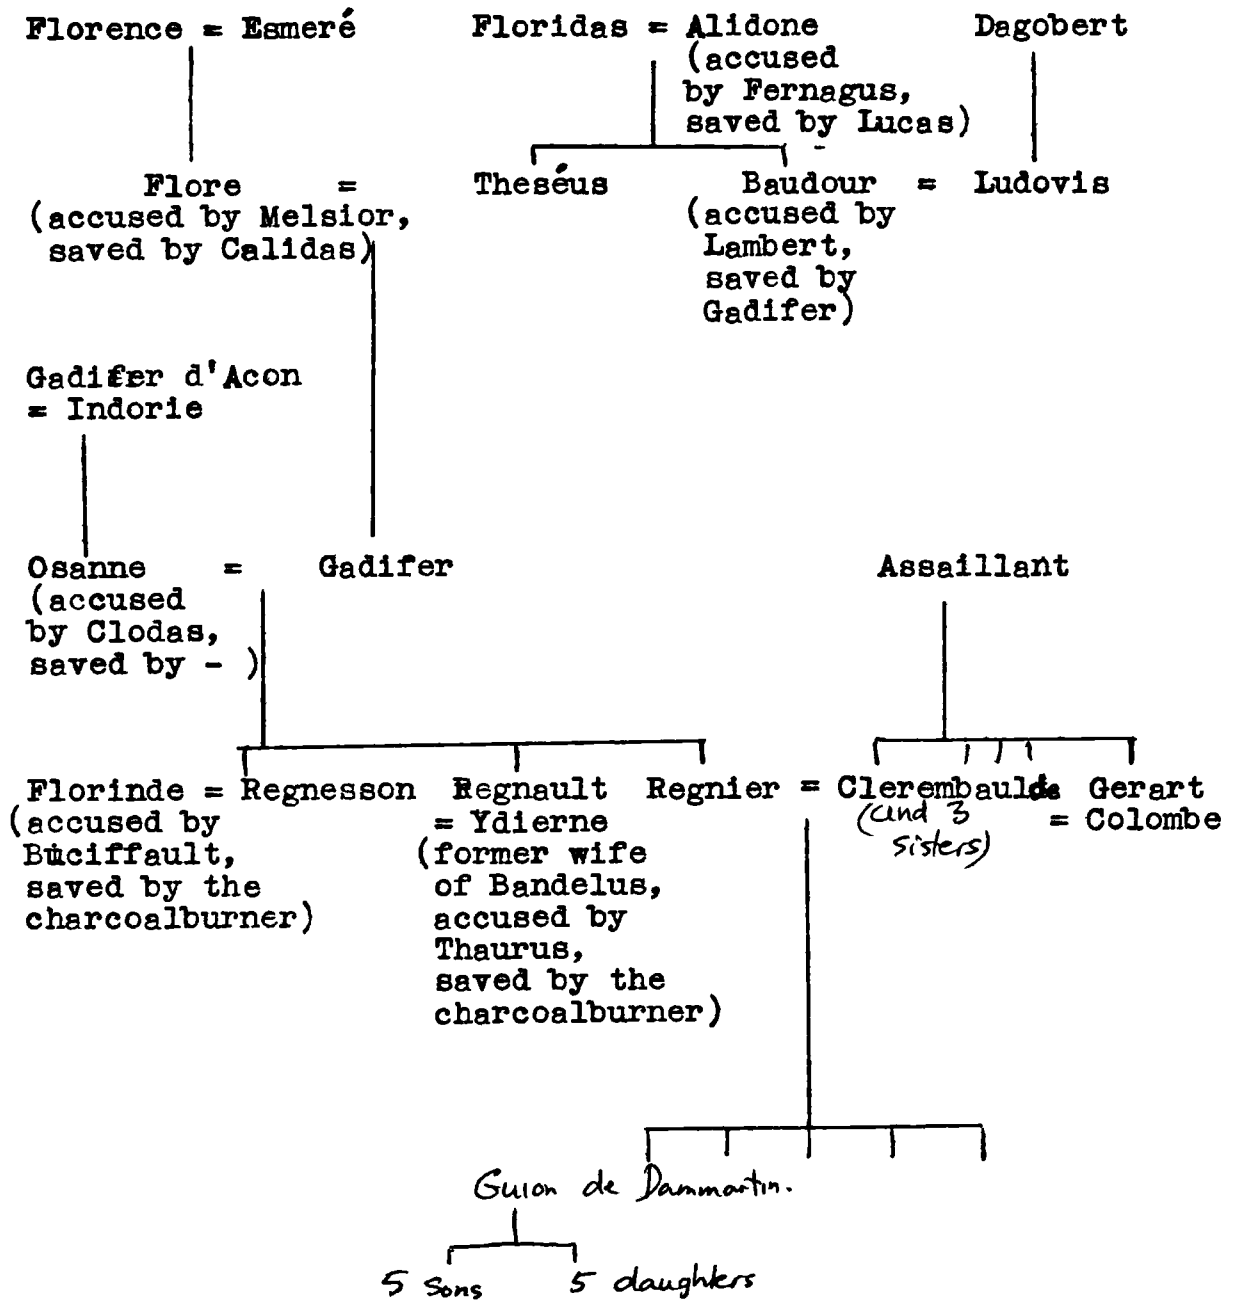 Florence = Esmeré   Floridas = Alidone   Dagobert
(accused
by Fernagus,
saved by Lucas)
Flore =   Theséus   Baudour = Ludovis
(accused by Melsior,
saved by Calidas)
(accused by
Lambert,
saved by
Gadifer)
Gadifer d'Acon
= Indorie
Osanne = Gadifer   Assaillant
(accused
by Clodas,
saved by - )
Florinde = Regnesson   Regnault   Regnier = Clerembaulde   Gerart
(accused by
Buciffault,
saved by the
charcoalburner)
= Ydierne
(former wife
of Bandelus,
accused by
Thaurus,
saved by the
charcoalburner)
(and 3
sisters)
= Colombe
Guion de Dammartin.
5 sons   5 daughters